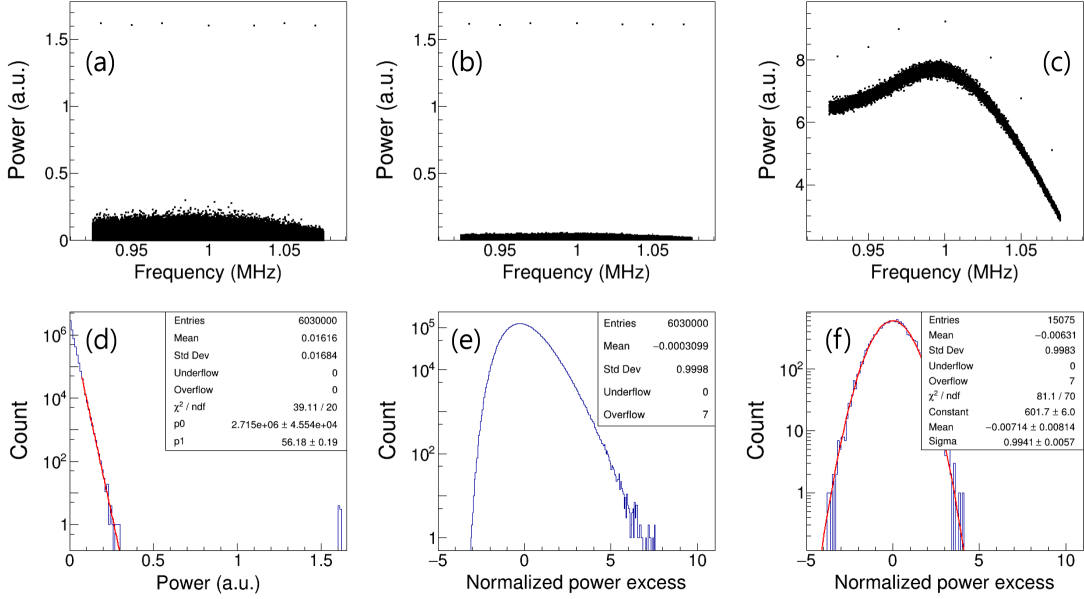 (a)
Power (a.u.)
1.5
1
0.5
0
0.95
1
1.05
Frequency (MHz)
(b)
Power (a.u.)
1.5
1
0.5
0
0.95
1
1.05
Frequency (MHz)
(c)
Power (a.u.)
8
6
4
0.95
1
1.05
Frequency (MHz)
(d)
Count
10^6
10^4
10^2
1
0
0.5
1
1.5
Power (a.u.)
Entries 6030000
Mean 0.01616
Std Dev 0.01684
Underflow 0
Overflow 0
χ² / ndf 39.11 / 20
p0 2.715e+06 ± 4.554e+04
p1 56.18 ± 0.19
(e)
Count
10^5
10^4
10^3
10^2
10
1
−5
0
5
10
Normalized power excess
Entries 6030000
Mean −0.0003099
Std Dev 0.9998
Underflow 0
Overflow 7
(f)
Count
10^2
10
1
−5
0
5
10
Normalized power excess
Entries 15075
Mean −0.00631
Std Dev 0.9983
Underflow 0
Overflow 7
χ² / ndf 81.1 / 70
Constant 601.7 ± 6.0
Mean −0.00714 ± 0.00814
Sigma 0.9941 ± 0.0057